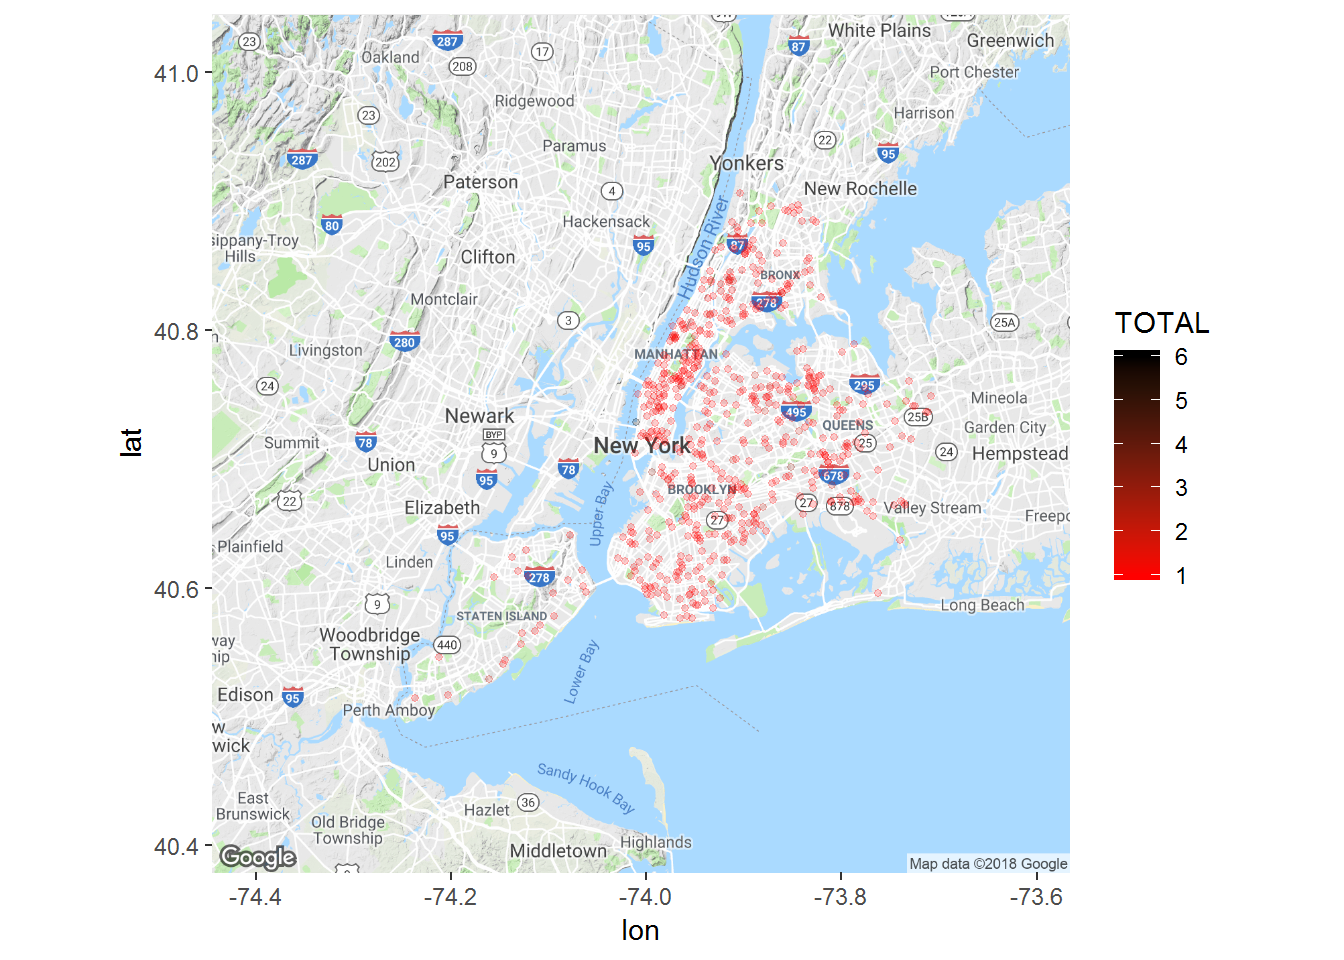 White Plains
Greenwich
23
287
Oakland
17
208
87
41.0
Port Chester
Ridgewood
Harrison
23
22
Paramus
95
287
202
Yonkers
Paterson
4
New Rochelle
Hackensack
80
Hudson River
sippany-Troy
Hills
95
87
Clifton
BRONX
Montclair
278
TOTAL
40.8
3
25A
280
Livingston
MANHATTAN
6
24
295
5
Mineola
Newark
495
25B
BYP
9
QUEENS
Garden City
4
lat
Summit
78
New York
25
24
Hempstead
Union
78
678
3
95
BROOKLYN
22
Elizabeth
27
27
878
Valley Stream
Freepo
2
Upper Bay
95
Plainfield
Linden
278
1
40.6
9
Long Beach
STATEN ISLAND
way
nip
Woodbridge
Township
440
Lower Bay
Edison
95
Perth Amboy
w
wick
Sandy Hook Bay
East
Brunswick
36
Hazlet
Old Bridge
Township
Highlands
40.4
Google
Middletown
Map data ©2018 Google
-74.4
-74.2
-74.0
-73.8
-73.6
lon